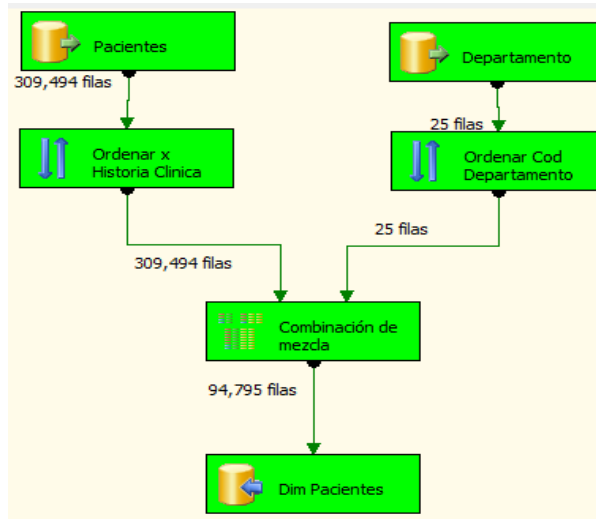 Pacientes
Departamento
309,494 filas
25 filas
Ordenar x
Historia Clinica
Ordenar Cod
Departamento
309,494 filas
25 filas
Combinación de
mezcla
94,795 filas
Dim Pacientes